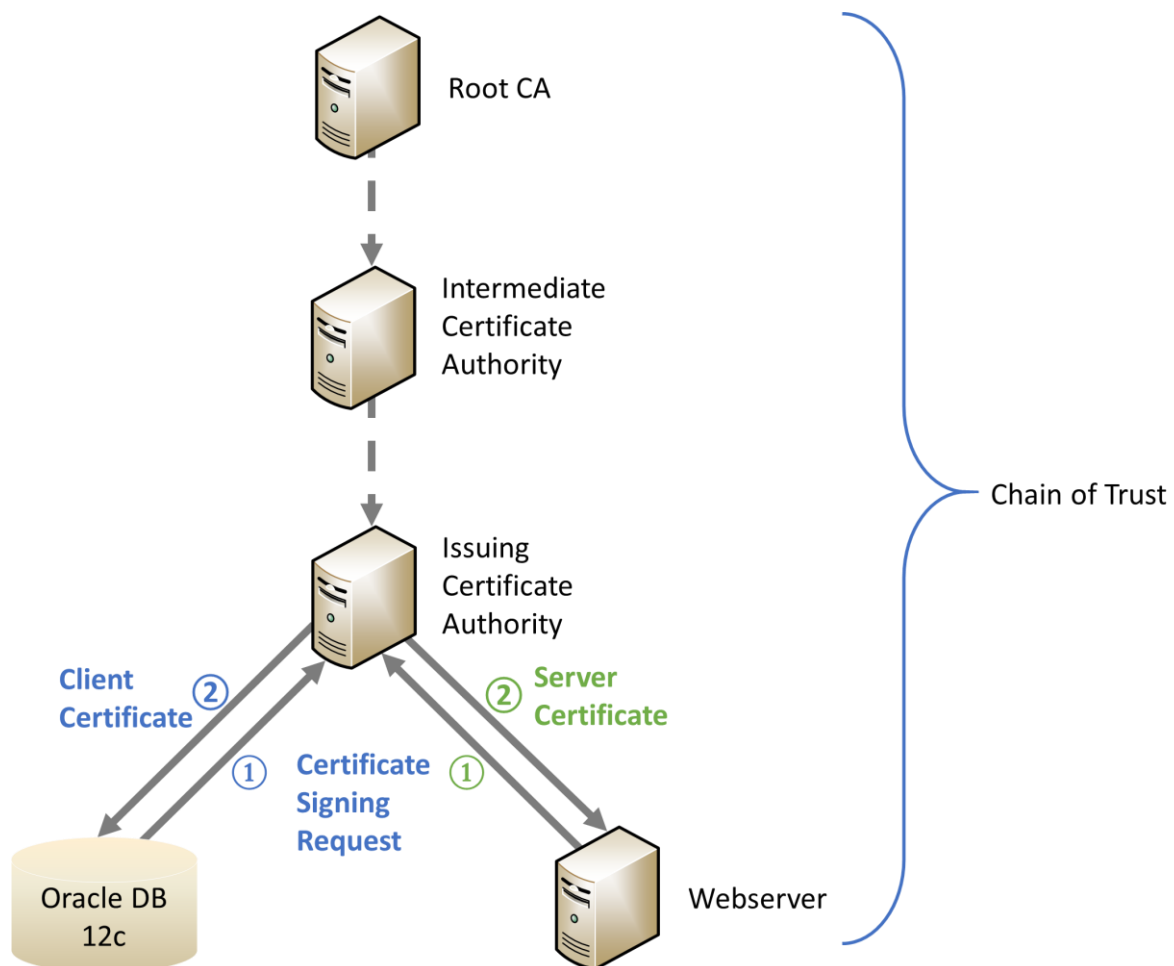 Root CA
Intermediate
Certificate
Authority
Chain of Trust
Issuing
Certificate
Authority
Client
Certificate
②
②
Server
Certificate
①
Certificate
Signing
Request
①
Oracle DB
12c
Webserver